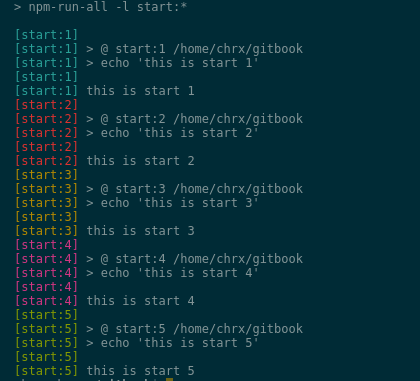 > npm-run-all -l start:*
[start:1]
[start:1] > @ start:1 /home/chrx/gitbook
[start:1] > echo 'this is start 1'
[start:1]
[start:1] this is start 1
[start:2]
[start:2] > @ start:2 /home/chrx/gitbook
[start:2] > echo 'this is start 2'
[start:2]
[start:2] this is start 2
[start:3]
[start:3] > @ start:3 /home/chrx/gitbook
[start:3] > echo 'this is start 3'
[start:3]
[start:3] this is start 3
[start:4]
[start:4] > @ start:4 /home/chrx/gitbook
[start:4] > echo 'this is start 4'
[start:4]
[start:4] this is start 4
[start:5]
[start:5] > @ start:5 /home/chrx/gitbook
[start:5] > echo 'this is start 5'
[start:5]
[start:5] this is start 5